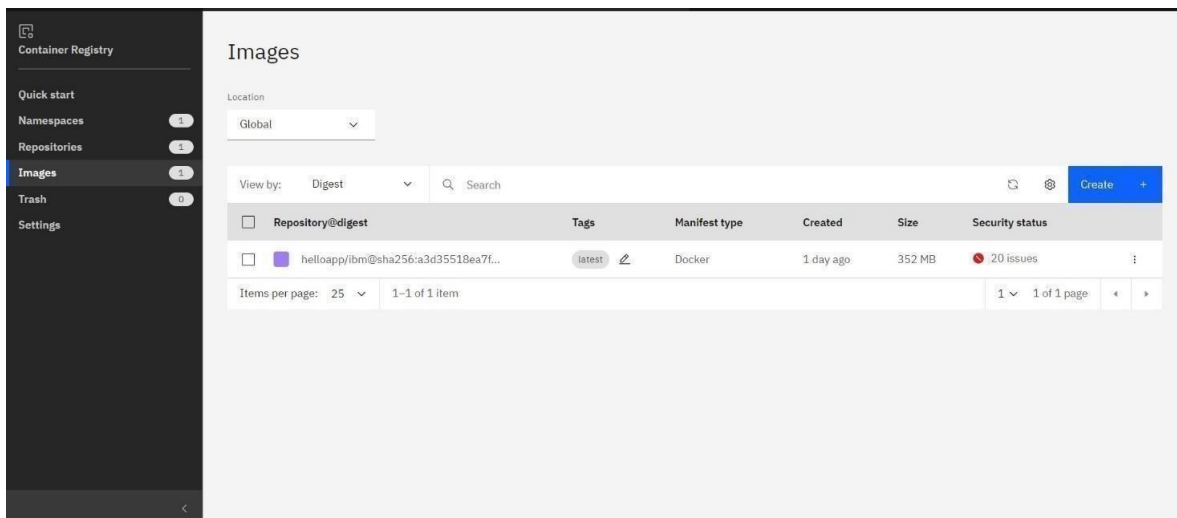 Container Registry
Quick start
Namespaces 1
Repositories 1
Images 1
Trash 0
Settings
Images
Location
Global
View by: Digest Search Create +
Repository@digest Tags Manifest type Created Size Security status
helloapp/ibm@sha256:a3d35518ea7f... latest Docker 1 day ago 352 MB 20 issues
Items per page: 25 1–1 of 1 item 1 1 of 1 page